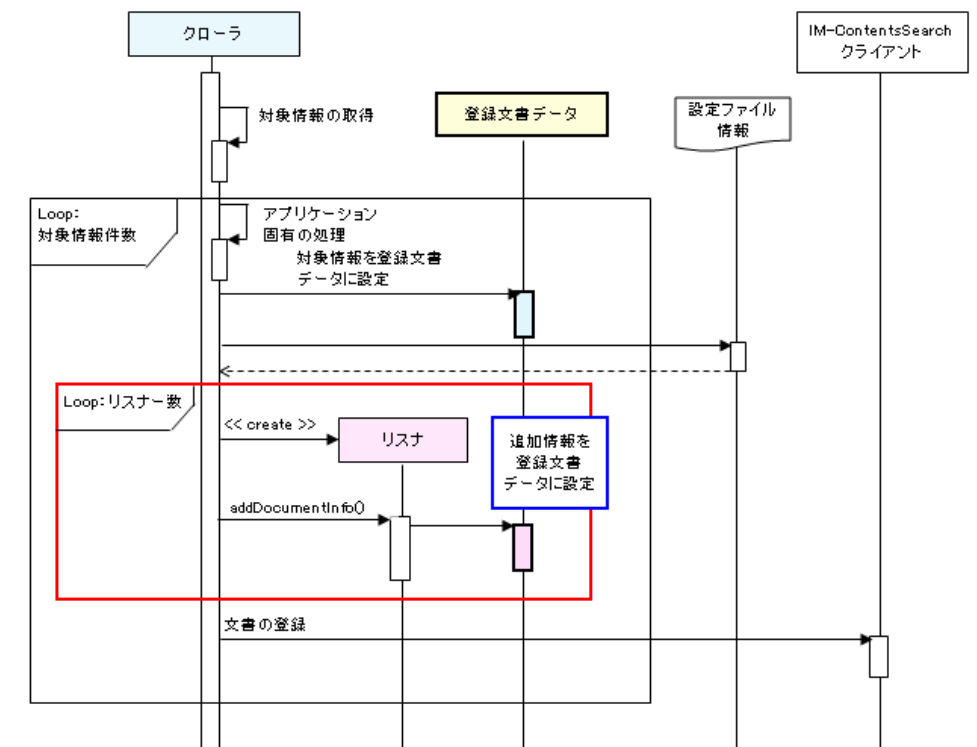 クローラ
IM-ContentsSearch
クライアント
対象情報の取得
登録文書データ
設定ファイル
情報
Loop:
対象情報件数
アプリケーション
固有の処理
対象情報を登録文書
データに設定
Loop:リスナー数
<< create >>
リスナ
追加情報を
登録文書
データに設定
addDocumentInfo()
文書の登録